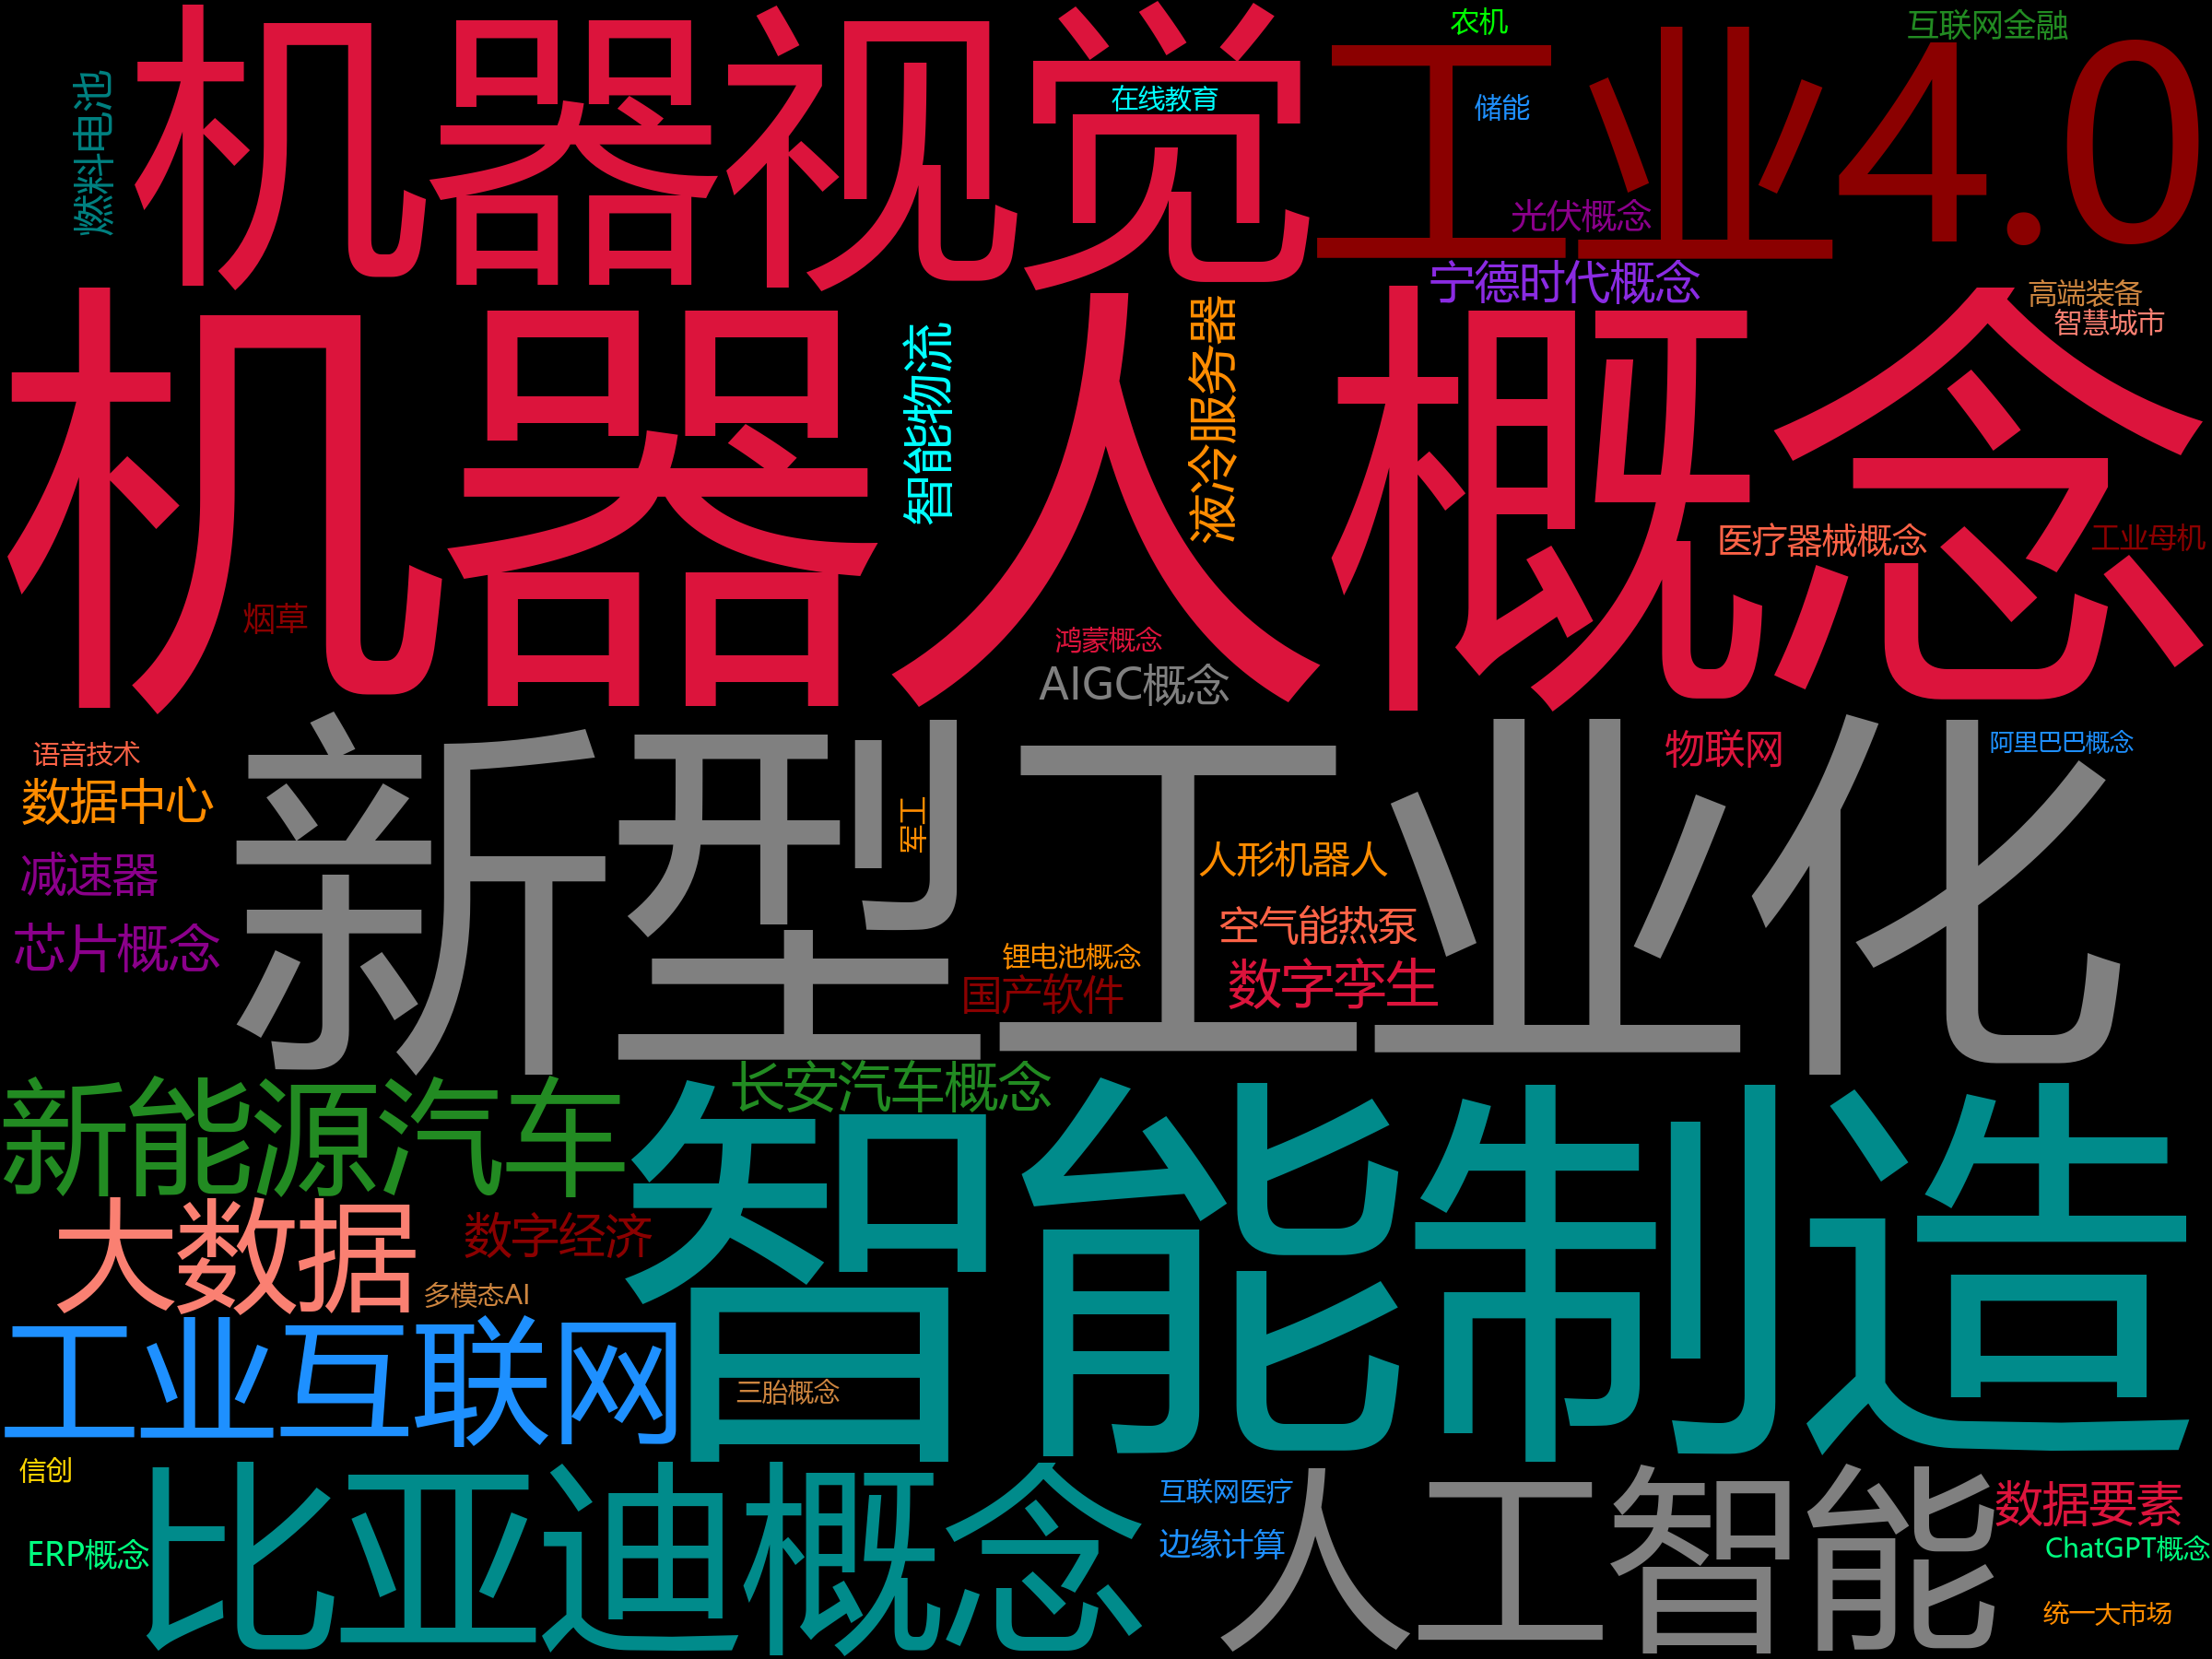 机器视觉
工业4.0
农机
互联网金融
燃料电池
在线教育
储能
光伏概念
宁德时代概念
高端装备
智慧城市
机器人概念
智能物流
液冷服务器
医疗器械概念
工业母机
烟草
鸿蒙概念
AIGC概念
新型工业化
语音技术
物联网
阿里巴巴概念
数据中心
军工
减速器
人形机器人
芯片概念
空气能热泵
锂电池概念
数字孪生
国产软件
新能源汽车
长安汽车概念
智能制造
大数据
数字经济
多模态AI
工业互联网
三胎概念
信创
比亚迪概念
互联网医疗
人工智能
数据要素
ERP概念
边缘计算
ChatGPT概念
统一大市场